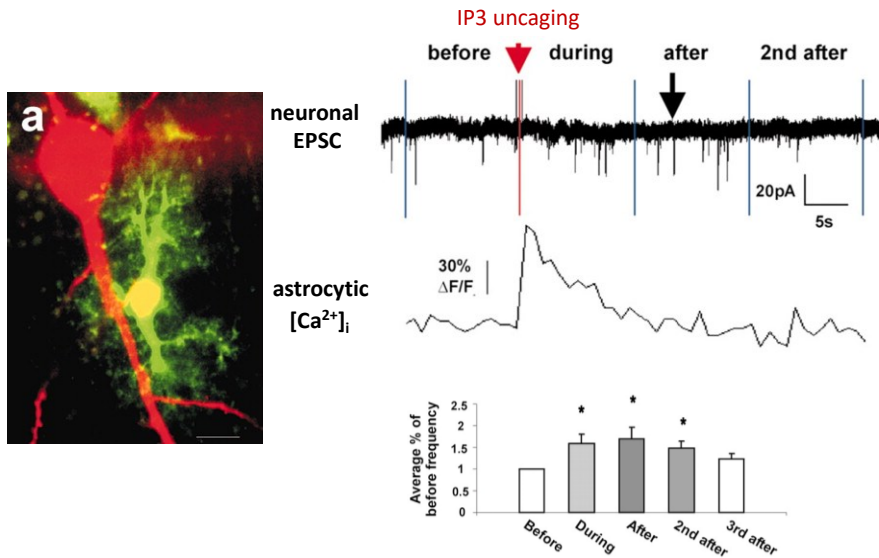 IP3 uncaging
before during after 2nd after
a
neuronal
EPSC
20pA
5s
astrocytic
[Ca²⁺]ᵢ
30%
ΔF/F
Average % of
before frequency
2.5
2
1.5
1
0.5
0
* * *
Before During After 2nd after 3rd after